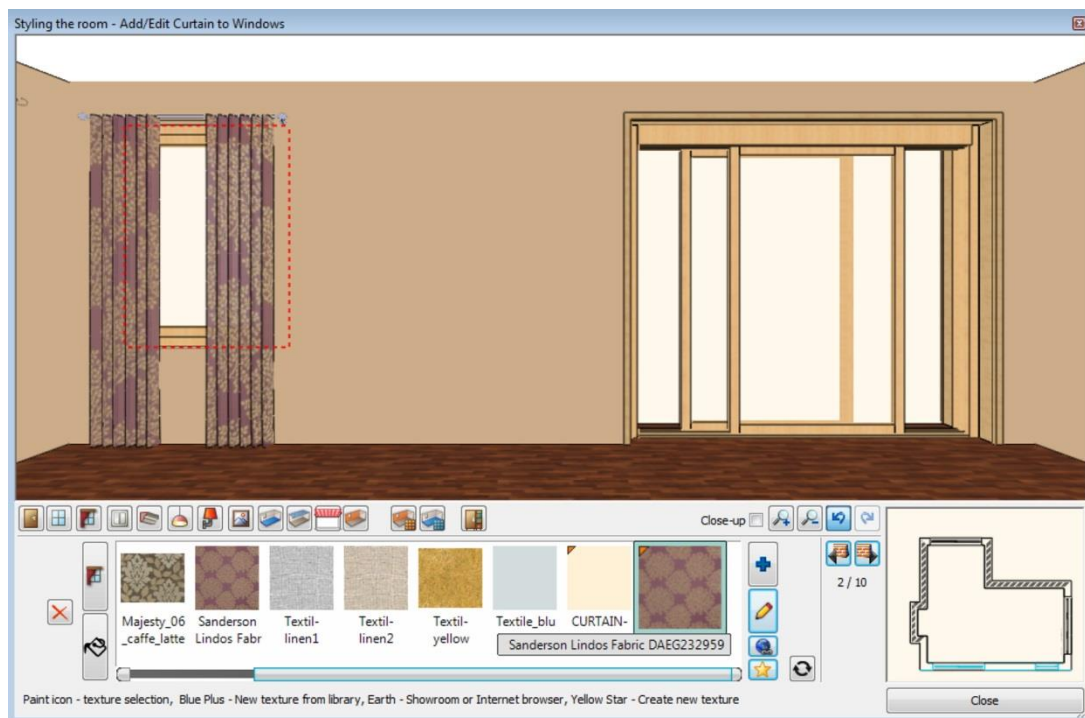 Styling the room - Add/Edit Curtain to Windows
Close-up
2 / 10
Majesty_06
_caffe_latte
Sanderson
Lindos Fabr
Textil-
linen1
Textil-
linen2
Textil-
yellow
Textile_blu
CURTAIN-
Sanderson Lindos Fabric DAEG232959
Paint icon - texture selection, Blue Plus - New texture from library, Earth - Showroom or Internet browser, Yellow Star - Create new texture
Close